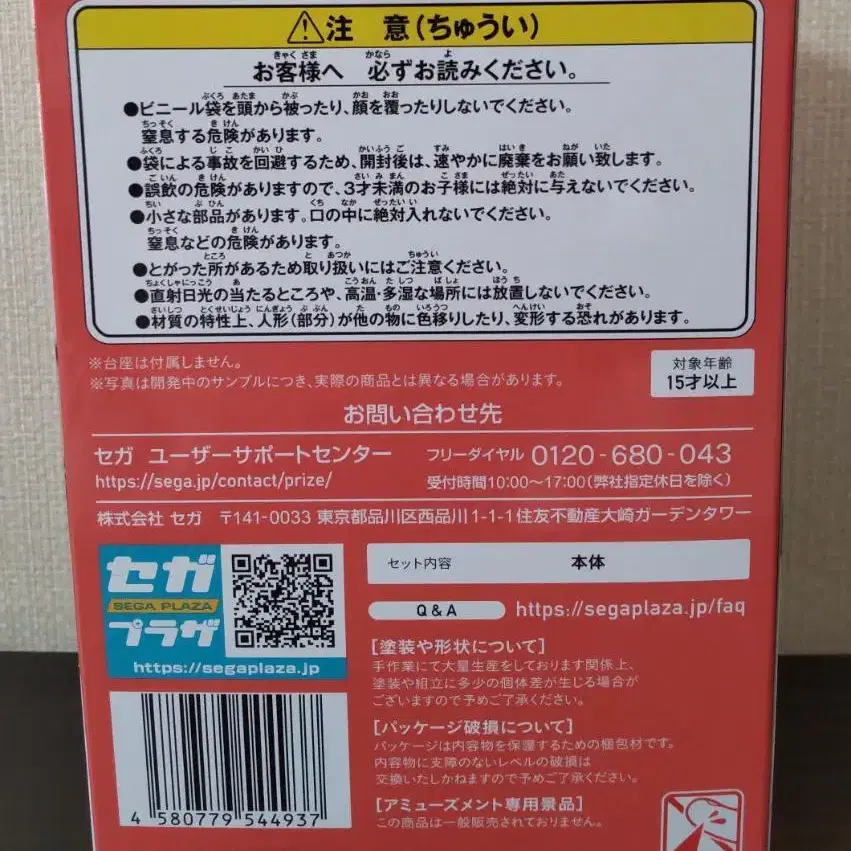 注 意(ちゅうい)
お客様へ 必ずお読みください。
●ビニール袋を頭から被ったり、顔を覆ったりしないでください。
窒息する危険があります。
●袋による事故を回避するため、開封後は、速やかに廃棄をお願い致します。
●誤飲の危険がありますので、3才未満のお子様には絶対に与えないでください。
●小さな部品があります。口の中に絶対入れないでください。
窒息などの危険があります。
●とがった所があるため取り扱いにはご注意ください。
●直射日光の当たるところや、高温・多湿な場所には放置しないでください。
●材質の特性上、人形(部分)が他の物に色移りしたり、変形する恐れがあります。
※台座は付属しません。
※写真は開発中のサンプルにつき、実際の商品とは異なる場合があります。
対象年齢
15才以上
お問い合わせ先
セガ ユーザーサポートセンター フリーダイヤル 0120-680-043
https://sega.jp/contact/prize/ 受付時間10:00〜17:00(弊社指定休日を除く)
株式会社 セガ 〒141-0033 東京都品川区西品川1-1-1住友不動産大崎ガーデンタワー
セガ
SEGA PLAZA
プラザ
https://segaplaza.jp
セット内容 本体
Q&A https://segaplaza.jp/faq
[塗装や形状について]
手作業にて大量生産をしております関係上、
塗装や組立に多少の個体差が生じる場合が
ございますので予めご了承ください。
[パッケージ破損について]
パッケージは内容物を保護するための梱包材です。
内容物に支障のないレベルの破損は
交換いたしかねますので予めご了承ください。
[アミューズメント専用景品]
この商品は一般販売されておりません。
4 580779 544937